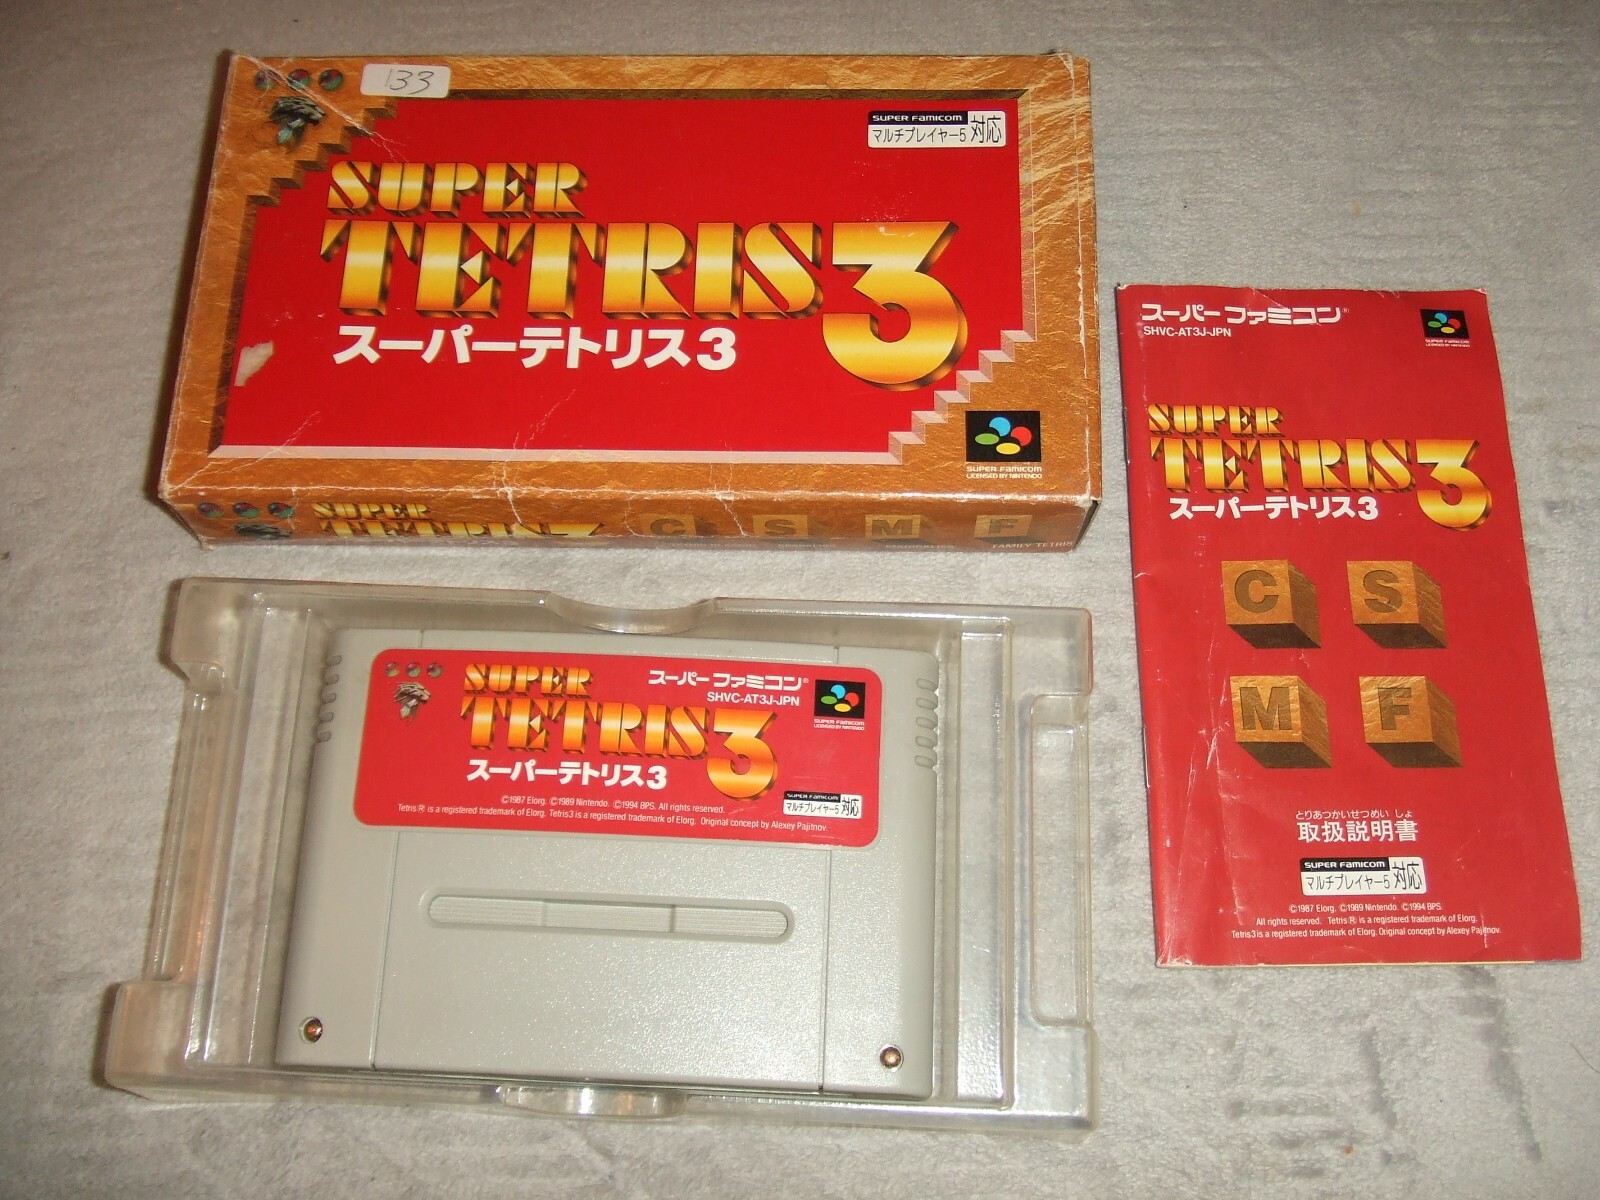 133
SUPER FAMICOM
マルチプレイヤー5 対応
SUPER
TETRIS 3
スーパーテトリス3
SUPER FAMICOM
LICENSED BY NINTENDO
SUPER
TETRIS 3
C S M F
FAMILY TETRIS
スーパーファミコン®
SHVC-AT3J-JPN
LICENSED BY NINTENDO
SUPER
TETRIS 3
スーパーテトリス3
C S
M F
とりあつかいせつめいしょ
取扱説明書
SUPER FAMICOM
マルチプレイヤー5 対応
©1987 Elorg. ©1989 Nintendo. ©1994 BPS.
All rights reserved. Tetris® is a registered trademark of Elorg.
Tetris3 is a registered trademark of Elorg. Original concept by Alexey Pajitnov.
SUPER
TETRIS 3
スーパーテトリス3
スーパーファミコン®
SHVC-AT3J-JPN
SUPER FAMICOM
LICENSED BY NINTENDO
©1987 Elorg. ©1989 Nintendo. ©1994 BPS. All rights reserved.
Tetris® is a registered trademark of Elorg. Tetris3 is a registered trademark of Elorg. Original concept by Alexey Pajitnov.
SUPER FAMICOM
マルチプレイヤー5 対応